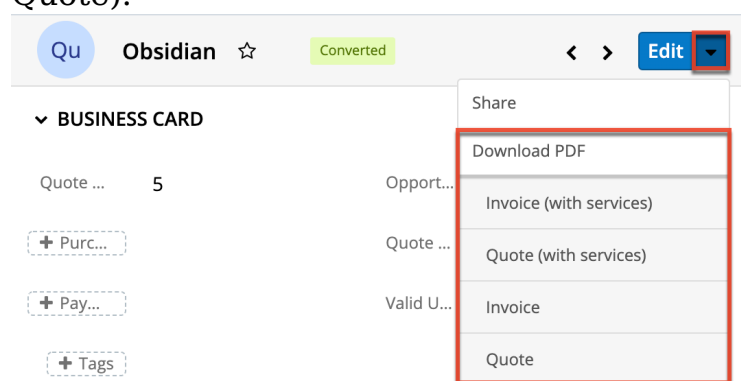 Quote).
Qu Obsidian Converted Edit
Share
BUSINESS CARD
Download PDF
Quote ... 5 Opport...
Invoice (with services)
+ Purc... Quote ...
Quote (with services)
+ Pay... Valid U...
Invoice
+ Tags
Quote